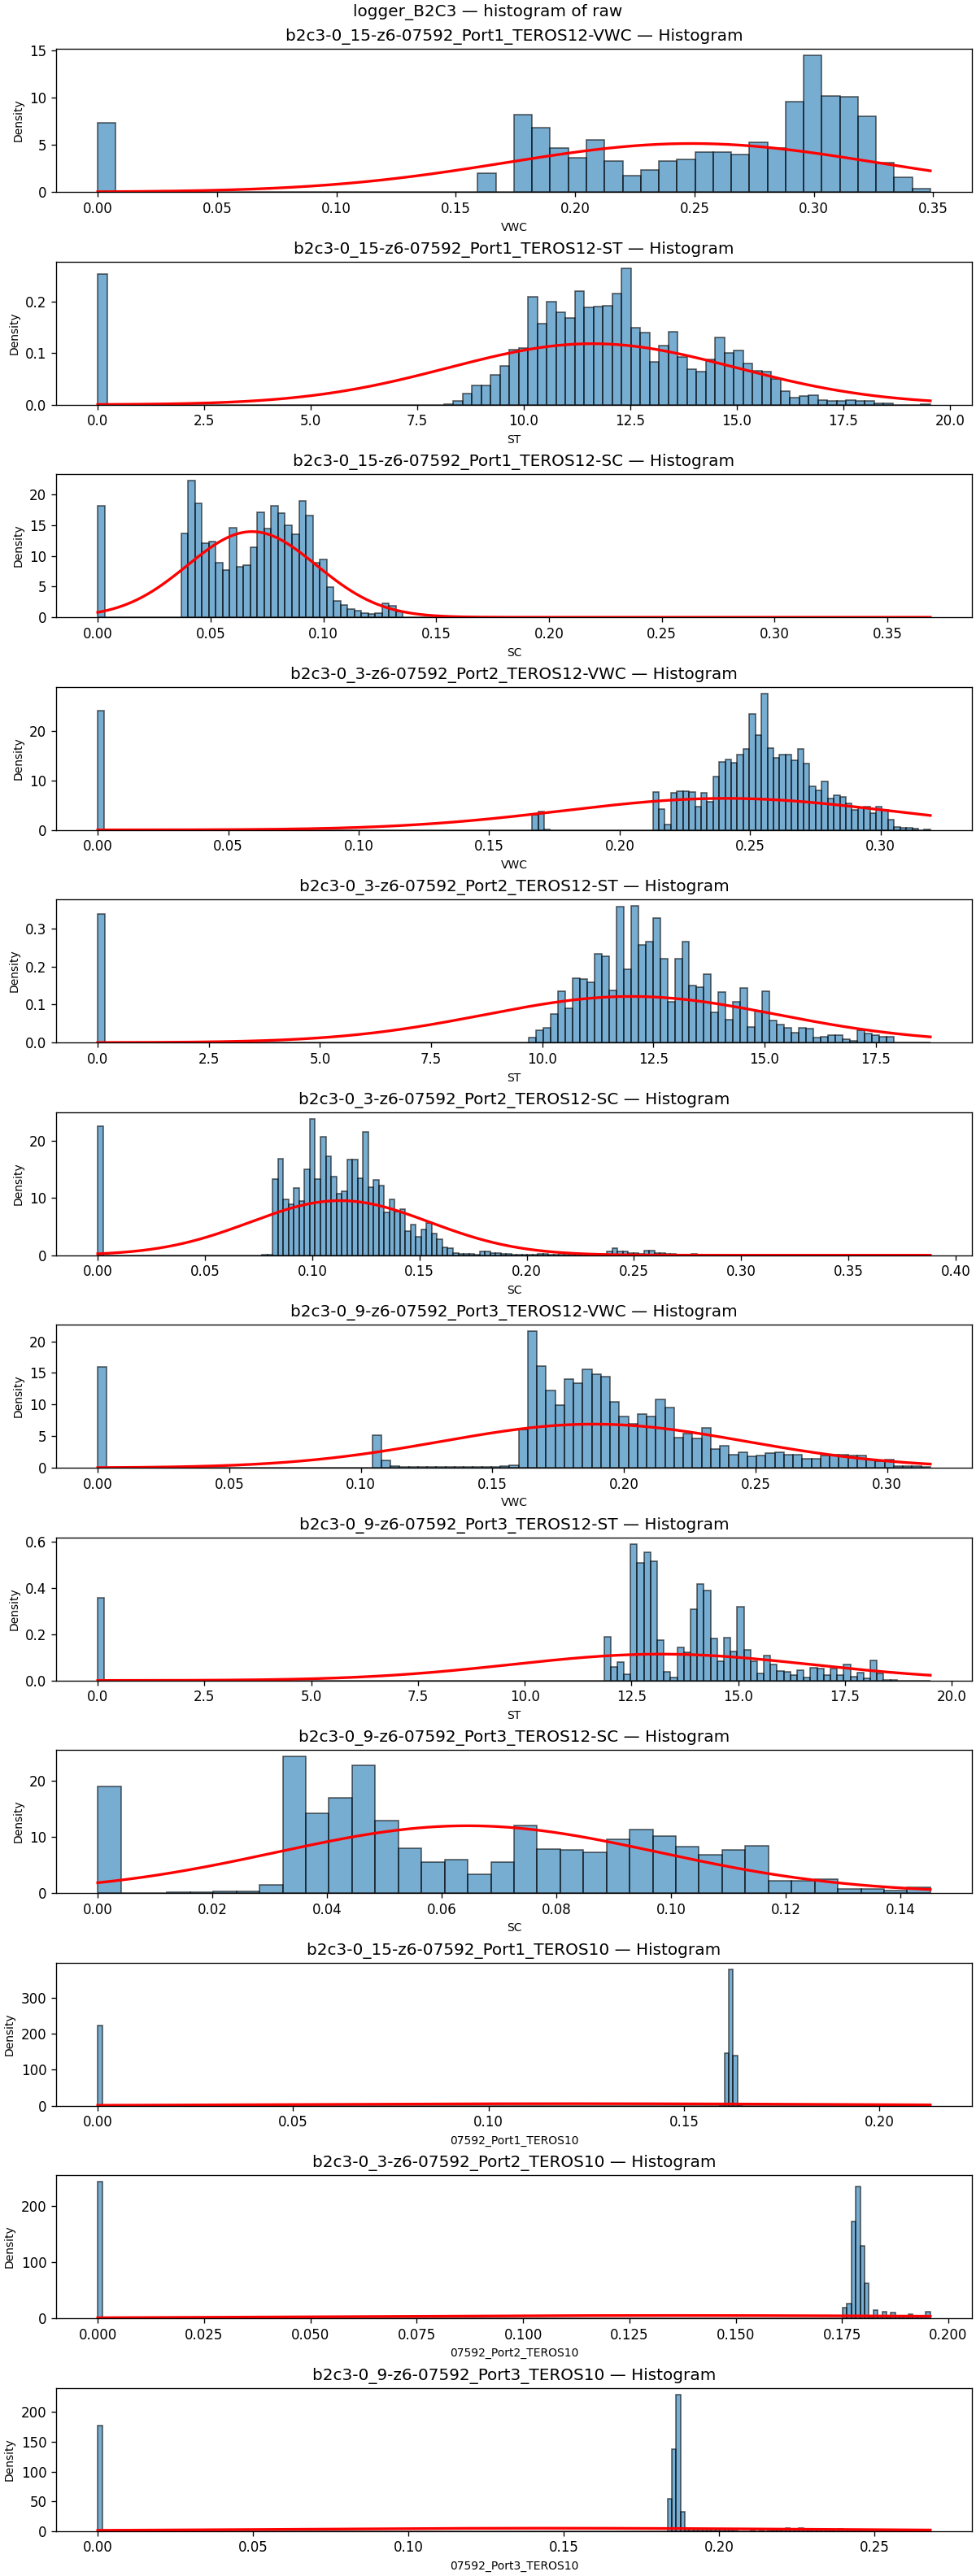 logger_B2C3 — histogram of raw
b2c3-0_15-z6-07592_Port1_TEROS12-VWC — Histogram
15
10
5
0
Density
0.00 0.05 0.10 0.15 0.20 0.25 0.30 0.35
VWC
b2c3-0_15-z6-07592_Port1_TEROS12-ST — Histogram
0.2
0.1
0.0
Density
0.0 2.5 5.0 7.5 10.0 12.5 15.0 17.5 20.0
ST
b2c3-0_15-z6-07592_Port1_TEROS12-SC — Histogram
20
15
10
5
0
Density
0.00 0.05 0.10 0.15 0.20 0.25 0.30 0.35
SC
b2c3-0_3-z6-07592_Port2_TEROS12-VWC — Histogram
20
10
0
Density
0.00 0.05 0.10 0.15 0.20 0.25 0.30
VWC
b2c3-0_3-z6-07592_Port2_TEROS12-ST — Histogram
0.3
0.2
0.1
0.0
Density
0.0 2.5 5.0 7.5 10.0 12.5 15.0 17.5
ST
b2c3-0_3-z6-07592_Port2_TEROS12-SC — Histogram
20
10
0
Density
0.00 0.05 0.10 0.15 0.20 0.25 0.30 0.35 0.40
SC
b2c3-0_9-z6-07592_Port3_TEROS12-VWC — Histogram
20
15
10
5
0
Density
0.00 0.05 0.10 0.15 0.20 0.25 0.30
VWC
b2c3-0_9-z6-07592_Port3_TEROS12-ST — Histogram
0.6
0.4
0.2
0.0
Density
0.0 2.5 5.0 7.5 10.0 12.5 15.0 17.5 20.0
ST
b2c3-0_9-z6-07592_Port3_TEROS12-SC — Histogram
20
10
0
Density
0.00 0.02 0.04 0.06 0.08 0.10 0.12 0.14
SC
b2c3-0_15-z6-07592_Port1_TEROS10 — Histogram
300
200
100
0
Density
0.00 0.05 0.10 0.15 0.20
07592_Port1_TEROS10
b2c3-0_3-z6-07592_Port2_TEROS10 — Histogram
200
100
0
Density
0.000 0.025 0.050 0.075 0.100 0.125 0.150 0.175 0.200
07592_Port2_TEROS10
b2c3-0_9-z6-07592_Port3_TEROS10 — Histogram
200
150
100
50
0
Density
0.00 0.05 0.10 0.15 0.20 0.25
07592_Port3_TEROS10